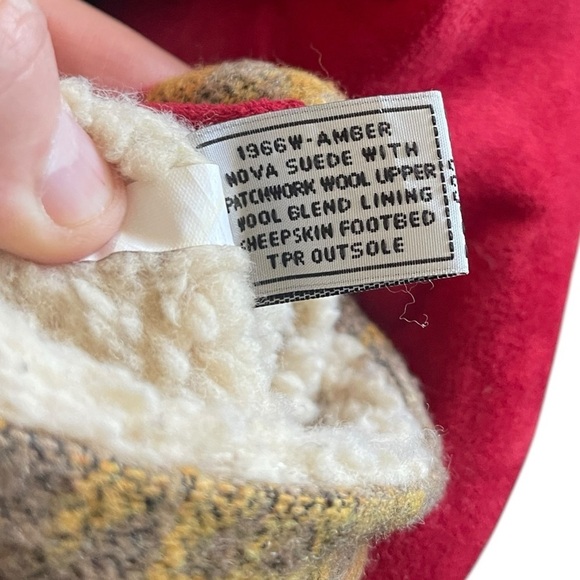 1966W-AMBER
NOVA SUEDE WITH
PATCHWORK WOOL UPPER
WOOL BLEND LINING
SHEEPSKIN FOOTBED
TPR OUTSOLE